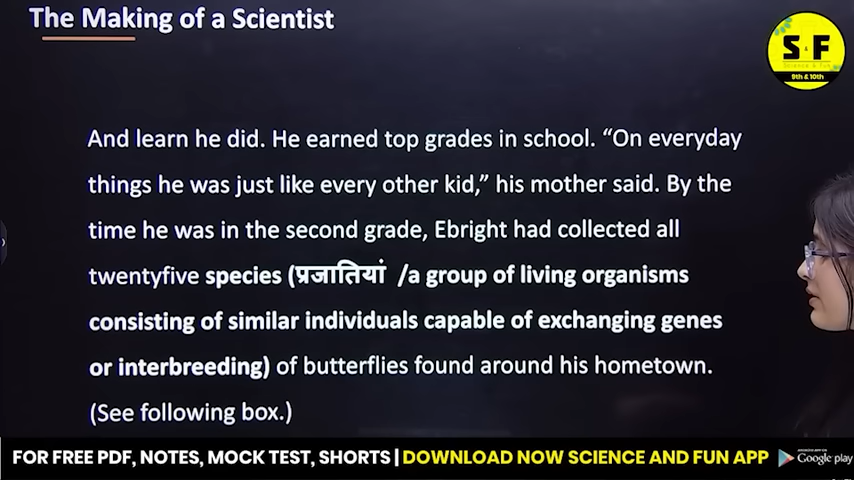 The Making of a Scientist
S & F
Science & Fun
9th & 10th
And learn he did. He earned top grades in school. “On everyday
things he was just like every other kid,” his mother said. By the
time he was in the second grade, Ebright had collected all
twentyfive species (प्रजातियां /a group of living organisms
consisting of similar individuals capable of exchanging genes
or interbreeding) of butterflies found around his hometown.
(See following box.)
FOR FREE PDF, NOTES, MOCK TEST, SHORTS | DOWNLOAD NOW SCIENCE AND FUN APP
Google play